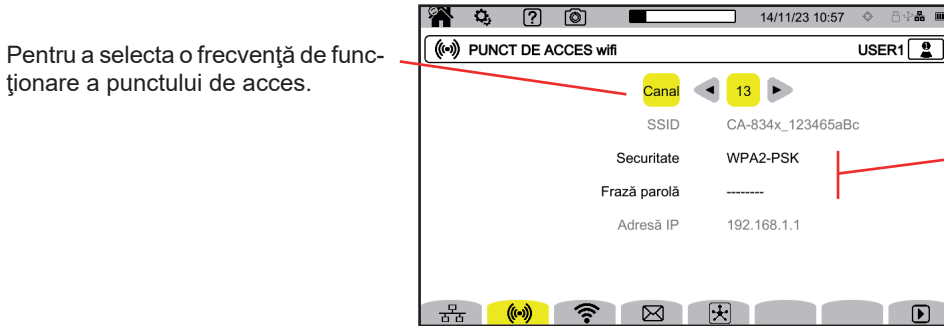 Pentru a selecta o frecvenţă de func-
ţionare a punctului de acces.
14/11/23 10:57
PUNCT DE ACCES wifi
USER1
Canal 13
SSID CA-834x_123465aBc
Securitate WPA2-PSK
Frază parolă --------
Adresă IP 192.168.1.1